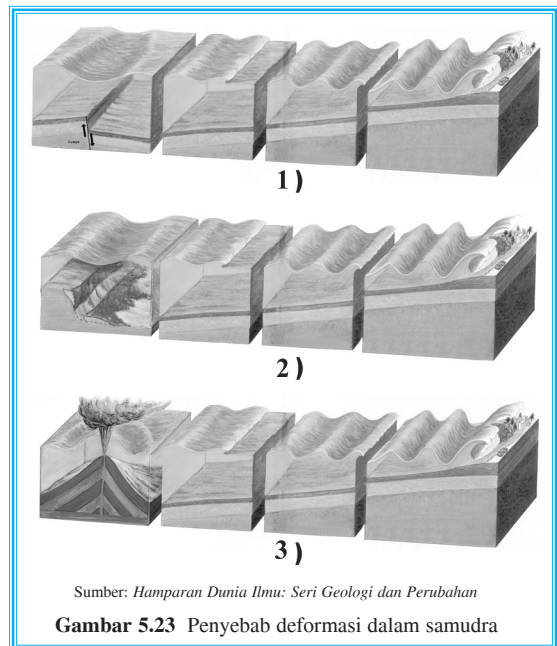 1)
2)
3)
Sumber: Hamparan Dunia Ilmu: Seri Geologi dan Perubahan
Gambar 5.23 Penyebab deformasi dalam samudra